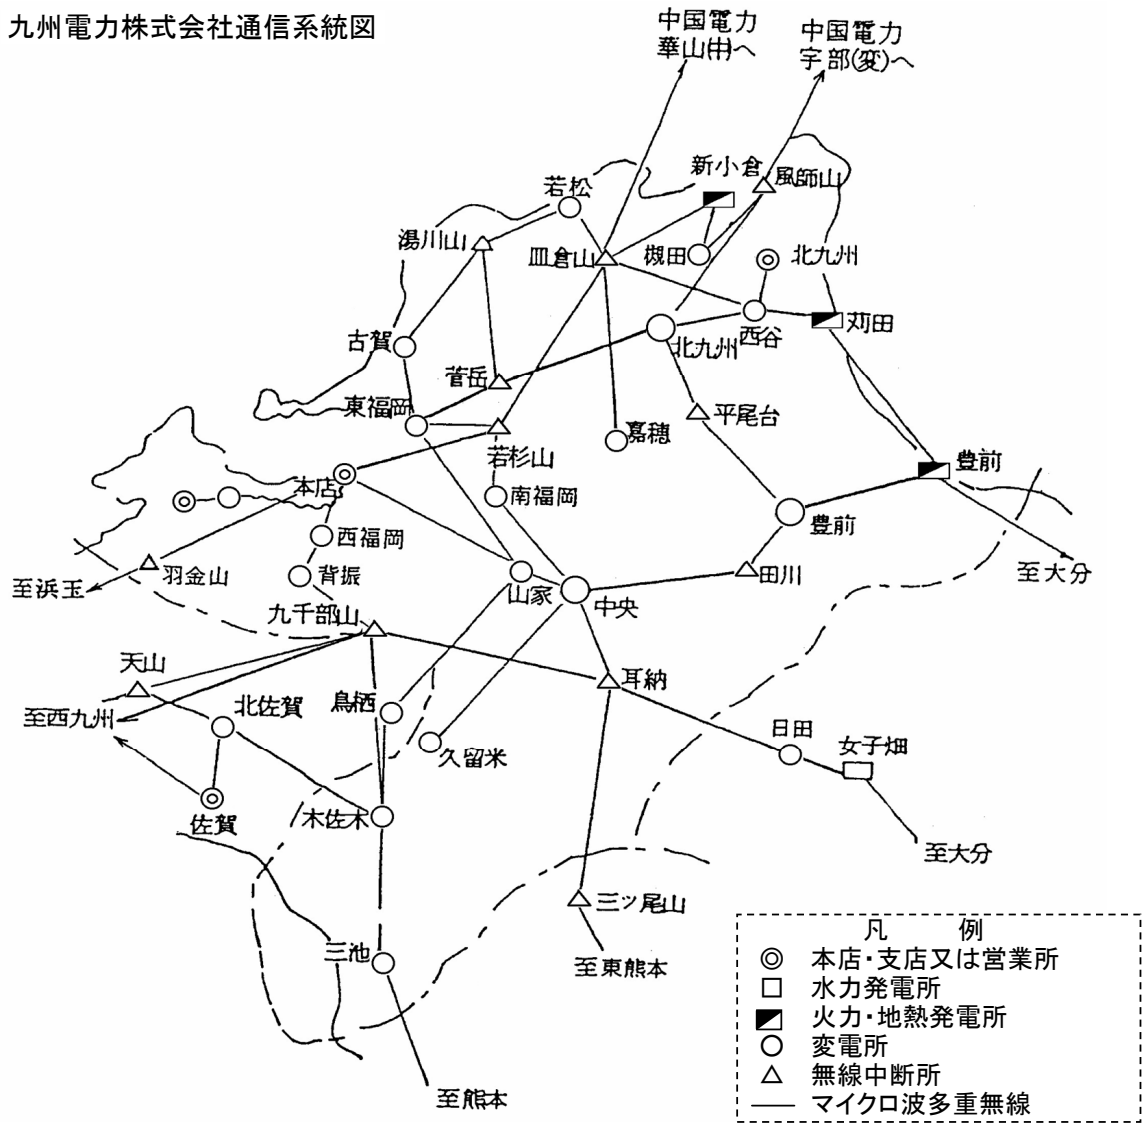 九州電力株式会社通信系統図
中国電力
華山(中)へ
中国電力
宇部(変)へ
新小倉
風師山
若松
湯川山
皿倉山
槻田
北九州
古賀
北九州
西谷
苅田
菅岳
東福岡
平尾台
嘉穂
若杉山
本店
南福岡
豊前
豊前
西福岡
背振
羽金山
至浜玉
山家
中央
田川
至大分
九千部山
天山
耳納
至西九州
北佐賀
鳥栖
日田
女子畑
久留米
佐賀
木佐木
至大分
三ッ尾山
三池
至東熊本
至熊本
凡 例
本店・支店又は営業所
水力発電所
火力・地熱発電所
変電所
無線中断所
マイクロ波多重無線